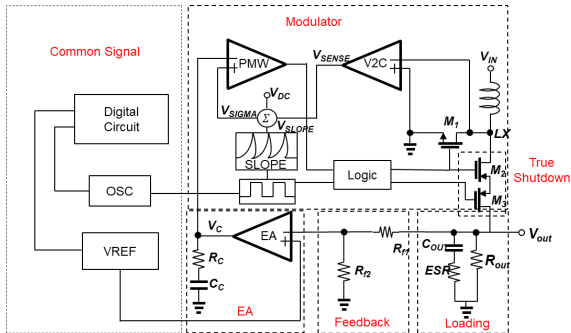 Modulator
Common Signal
PMW
V_SENSE
V2C
V_IN
V_DC
V_SIGMA
Σ
V_SLOPE
M_1
LX
Digital
Circuit
SLOPE
M_2
True
Shutdown
OSC
Logic
M_3
V_C
EA
V_out
VREF
R_C
R_f1
C_OUT
R_f2
ESR
R_out
C_C
EA
Feedback
Loading